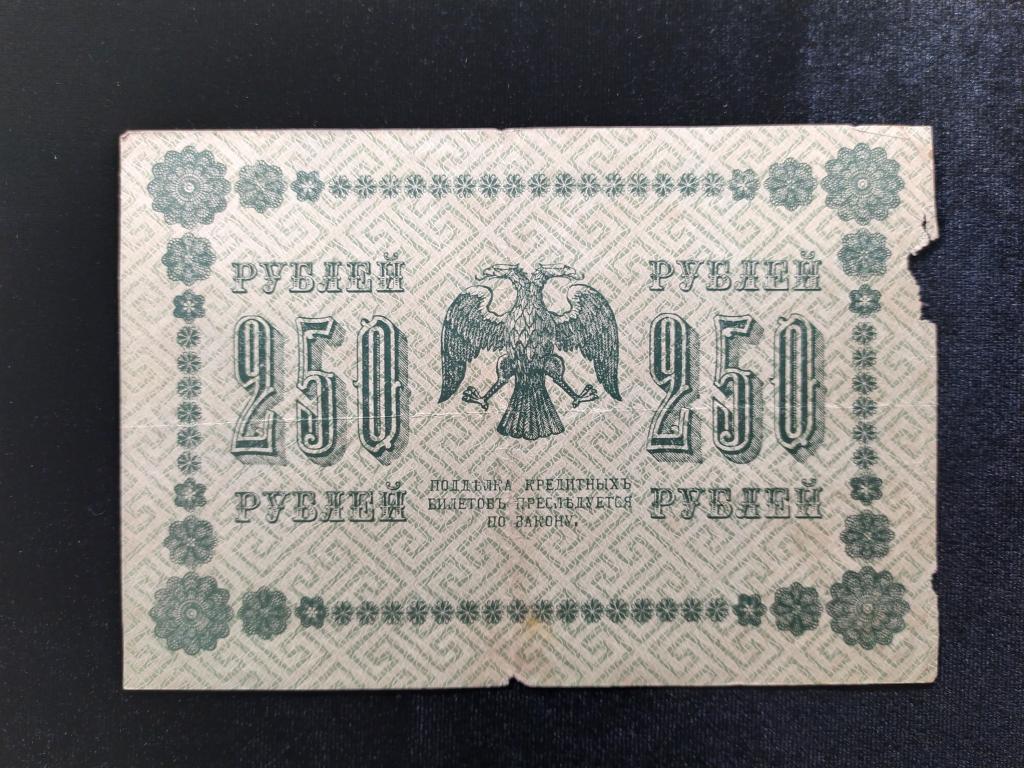 РУБЛЕЙ
250
РУБЛЕЙ
ПОДДѢЛКА КРЕДИТНЫХЪ
БИЛЕТОВЪ ПРЕСЛѢДУЕТСЯ
ПО ЗАКОНУ.
РУБЛЕЙ
250
РУБЛЕЙ